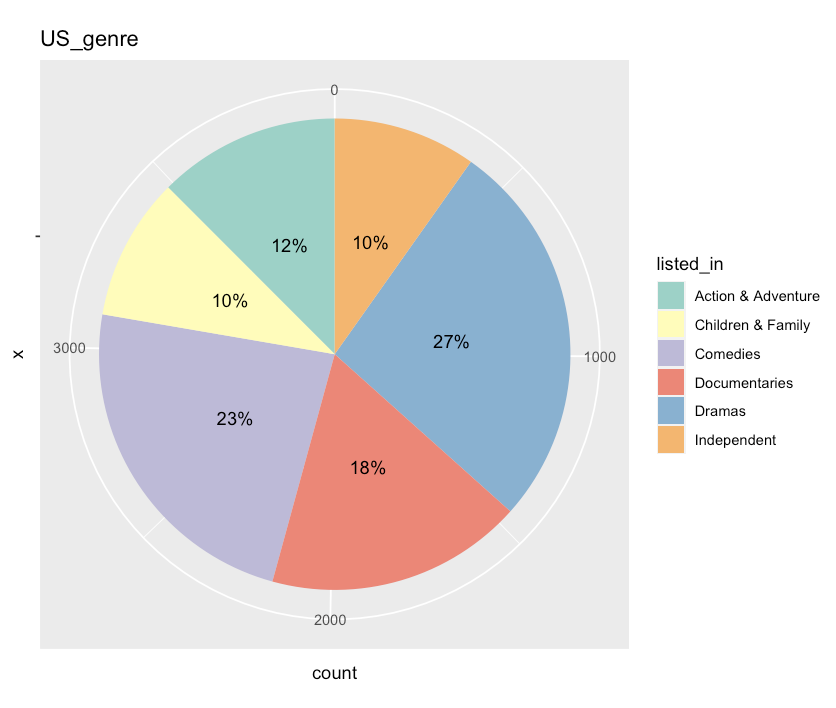 US_genre
0
12%
10%
10%
27%
3000
1000
23%
18%
2000
x
count
listed_in
Action & Adventure
Children & Family
Comedies
Documentaries
Dramas
Independent